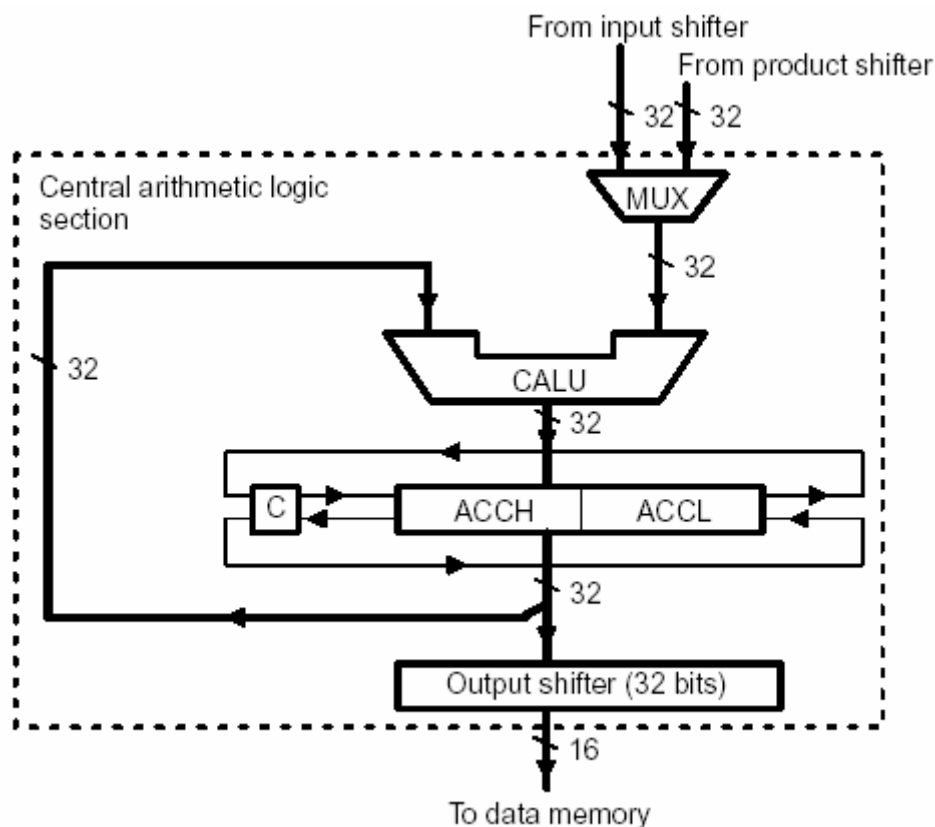 From input shifter
From product shifter
32
32
Central arithmetic logic
section
MUX
32
32
CALU
32
C
ACCH
ACCL
32
Output shifter (32 bits)
16
To data memory